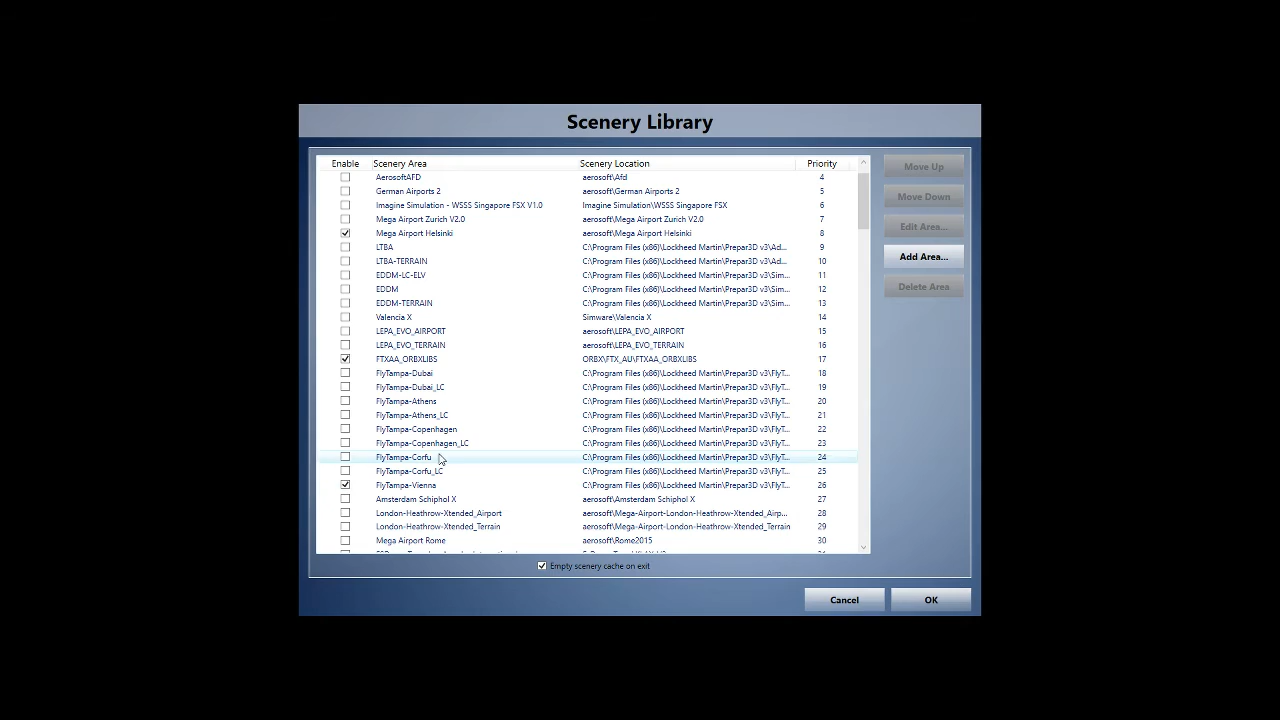 Scenery Library
Enable Scenery Area Scenery Location Priority
AerosoftAFD aerosoft\Afd 4
German Airports 2 aerosoft\German Airports 2 5
Imagine Simulation - WSSS Singapore FSX V1.0 Imagine Simulation\WSSS Singapore FSX 6
Mega Airport Zurich V2.0 aerosoft\Mega Airport Zurich V2.0 7
Mega Airport Helsinki aerosoft\Mega Airport Helsinki 8
LTBA C:\Program Files (x86)\Lockheed Martin\Prepar3D v3\Ad... 9
LTBA-TERRAIN C:\Program Files (x86)\Lockheed Martin\Prepar3D v3\Ad... 10
EDDM-LC-ELV C:\Program Files (x86)\Lockheed Martin\Prepar3D v3\Sim... 11
EDDM C:\Program Files (x86)\Lockheed Martin\Prepar3D v3\Sim... 12
EDDM-TERRAIN C:\Program Files (x86)\Lockheed Martin\Prepar3D v3\Sim... 13
Valencia X Simware\Valencia X 14
LEPA_EVO_AIRPORT aerosoft\LEPA_EVO_AIRPORT 15
LEPA_EVO_TERRAIN aerosoft\LEPA_EVO_TERRAIN 16
FTXAA_ORBXLIBS ORBX\FTX_AU\FTXAA_ORBXLIBS 17
FlyTampa-Dubai C:\Program Files (x86)\Lockheed Martin\Prepar3D v3\FlyT... 18
FlyTampa-Dubai_LC C:\Program Files (x86)\Lockheed Martin\Prepar3D v3\FlyT... 19
FlyTampa-Athens C:\Program Files (x86)\Lockheed Martin\Prepar3D v3\FlyT... 20
FlyTampa-Athens_LC C:\Program Files (x86)\Lockheed Martin\Prepar3D v3\FlyT... 21
FlyTampa-Copenhagen C:\Program Files (x86)\Lockheed Martin\Prepar3D v3\FlyT... 22
FlyTampa-Copenhagen_LC C:\Program Files (x86)\Lockheed Martin\Prepar3D v3\FlyT... 23
FlyTampa-Corfu C:\Program Files (x86)\Lockheed Martin\Prepar3D v3\FlyT... 24
FlyTampa-Corfu_LC C:\Program Files (x86)\Lockheed Martin\Prepar3D v3\FlyT... 25
FlyTampa-Vienna C:\Program Files (x86)\Lockheed Martin\Prepar3D v3\FlyT... 26
Amsterdam Schiphol X aerosoft\Amsterdam Schiphol X 27
London-Heathrow-Xtended_Airport aerosoft\Mega-Airport-London-Heathrow-Xtended_Airp... 28
London-Heathrow-Xtended_Terrain aerosoft\Mega-Airport-London-Heathrow-Xtended_Terrain 29
Mega Airport Rome aerosoft\Rome2015 30
Move Up
Move Down
Edit Area...
Add Area...
Delete Area
Empty scenery cache on exit
Cancel OK